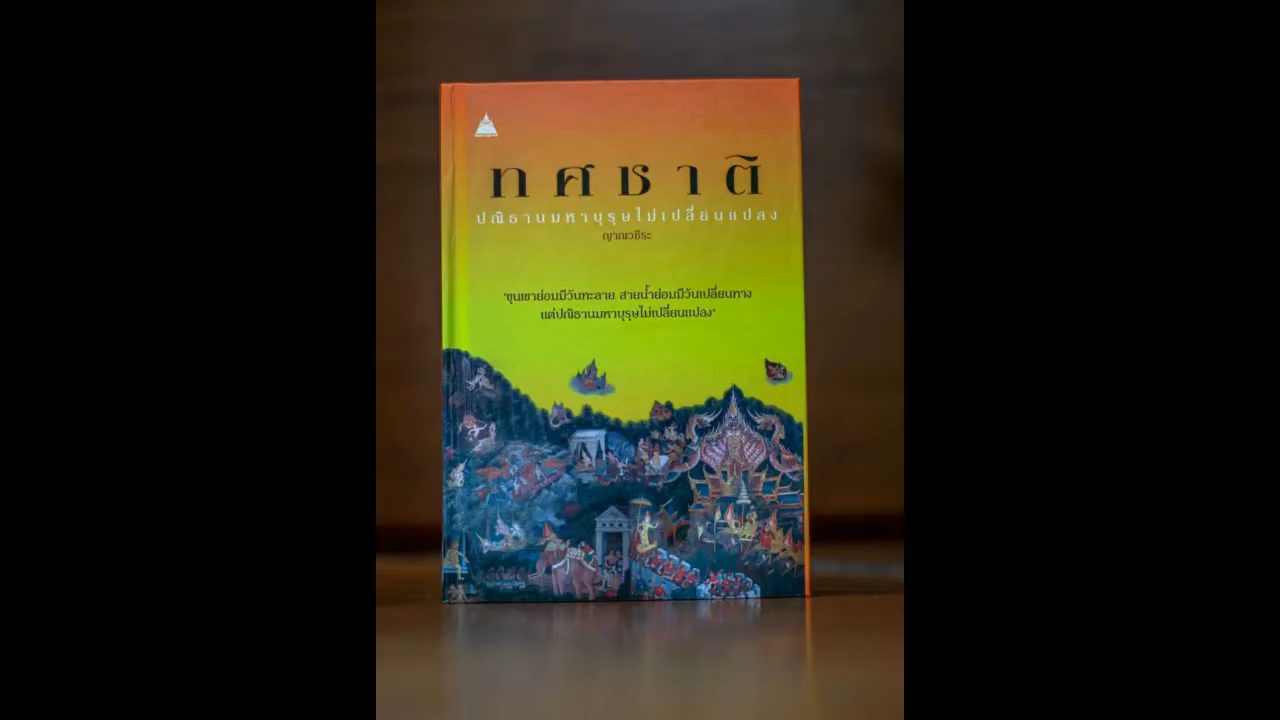 ทศชาติ
ปณิธานมหาบุรุษไม่เปลี่ยนแปลง
ญาณวชิระ
‘ขุนเขาย่อมมีวันทะลาย สายน้ำย่อมมีวันเปลี่ยนทาง
แต่ปณิธานมหาบุรุษไม่เปลี่ยนแปลง’